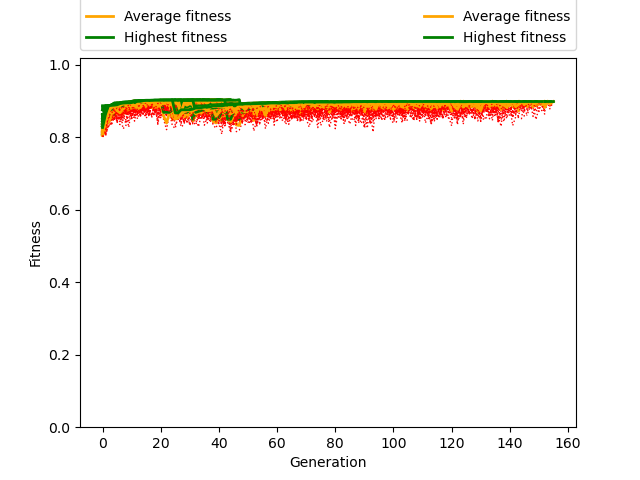 Average fitness Average fitness
Highest fitness Highest fitness
1.0
0.8
0.6
0.4
0.2
0.0
Fitness
0 20 40 60 80 100 120 140 160
Generation